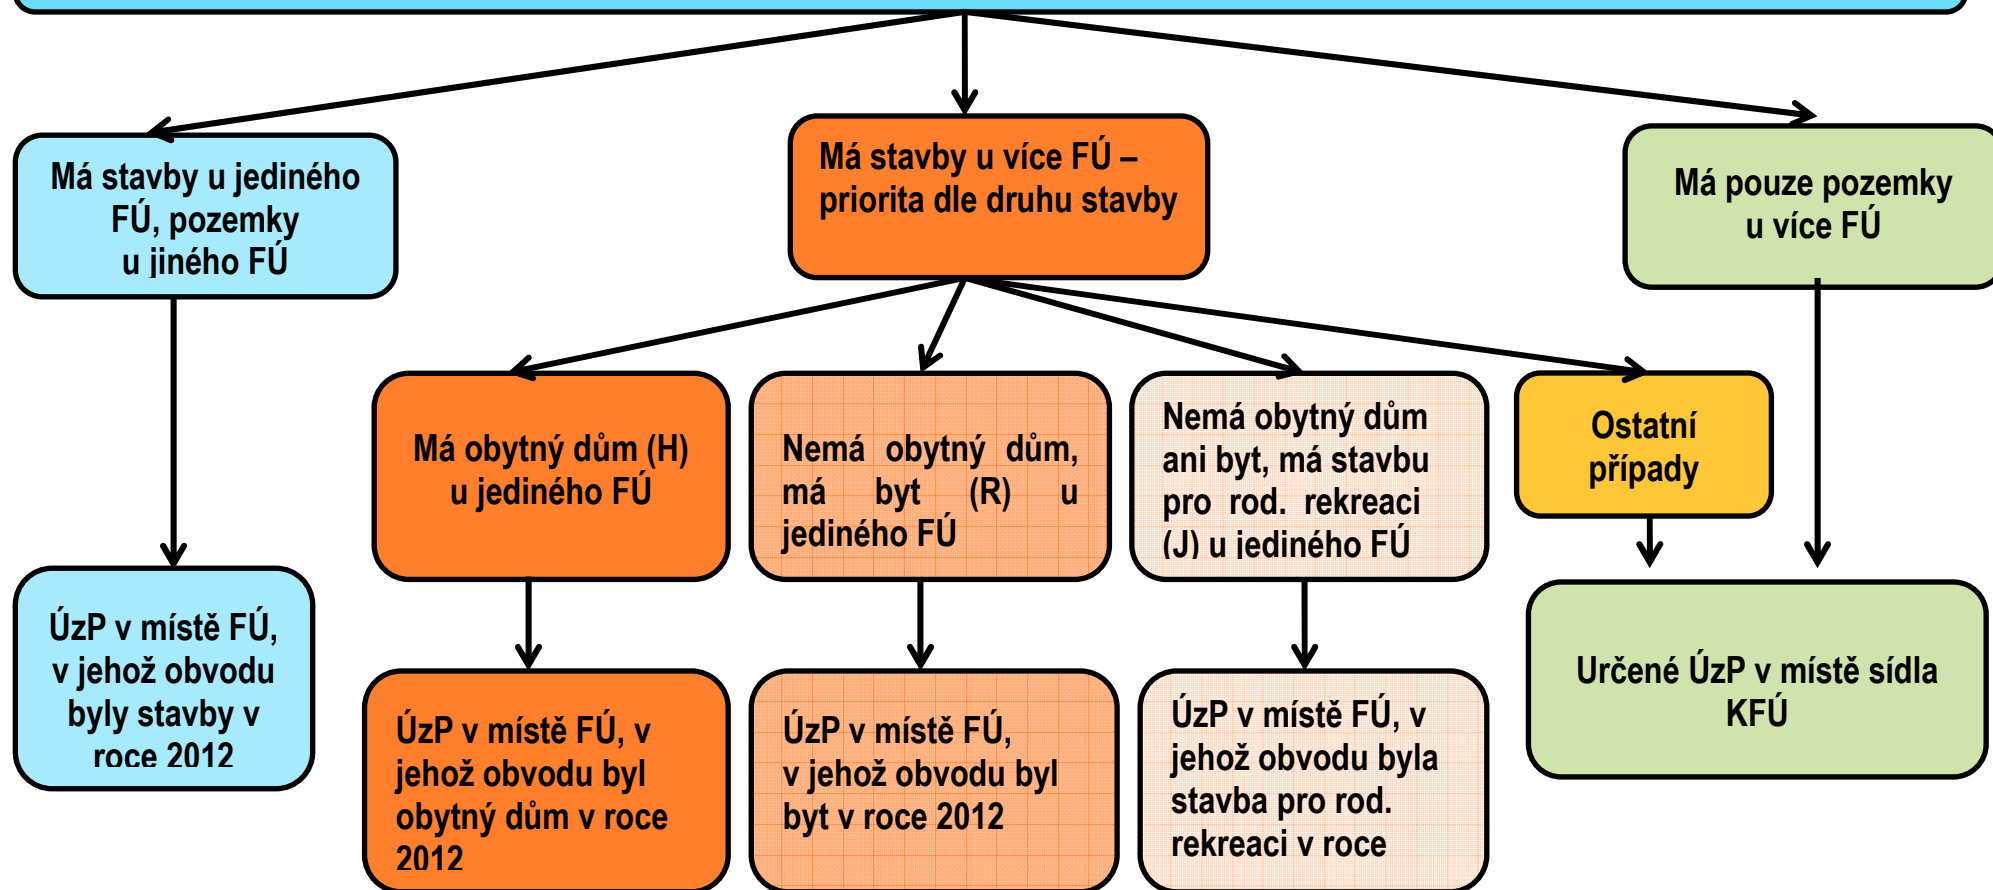 Má stavby u jediného
FÚ, pozemky
u jiného FÚ
Má stavby u více FÚ –
priorita dle druhu stavby
Má pouze pozemky
u více FÚ
Má obytný dům (H)
u jediného FÚ
Nemá obytný dům,
má byt (R) u
jediného FÚ
Nemá obytný dům
ani byt, má stavbu
pro rod. rekreaci
(J) u jediného FÚ
Ostatní
případy
ÚzP v místě FÚ,
v jehož obvodu
byly stavby v
roce 2012
ÚzP v místě FÚ, v
jehož obvodu byl
obytný dům v roce
2012
ÚzP v místě FÚ,
v jehož obvodu byl
byt v roce 2012
ÚzP v místě FÚ, v
jehož obvodu byla
stavba pro rod.
rekreaci v roce
Určené ÚzP v místě sídla
KFÚ